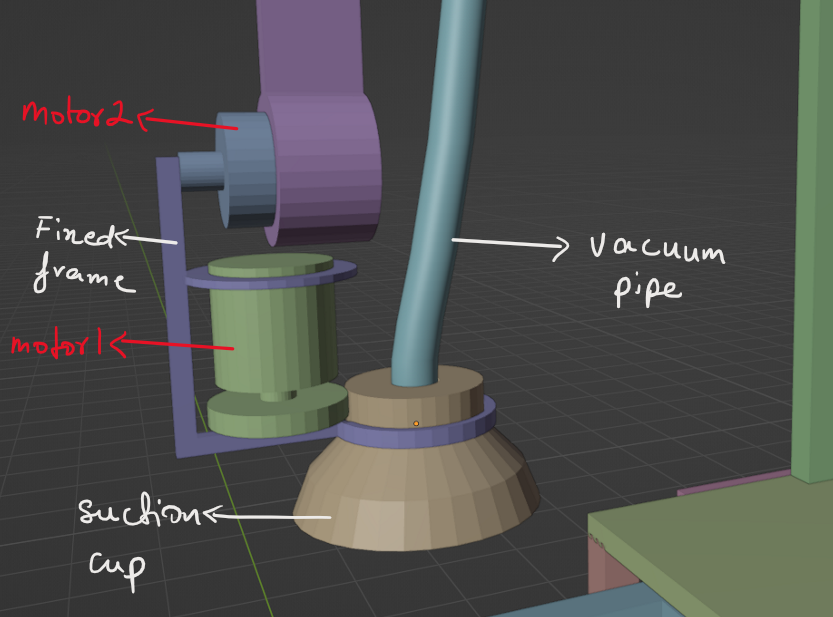 motor2
Fixed
frame
vacuum
pipe
motor1
suction
cup